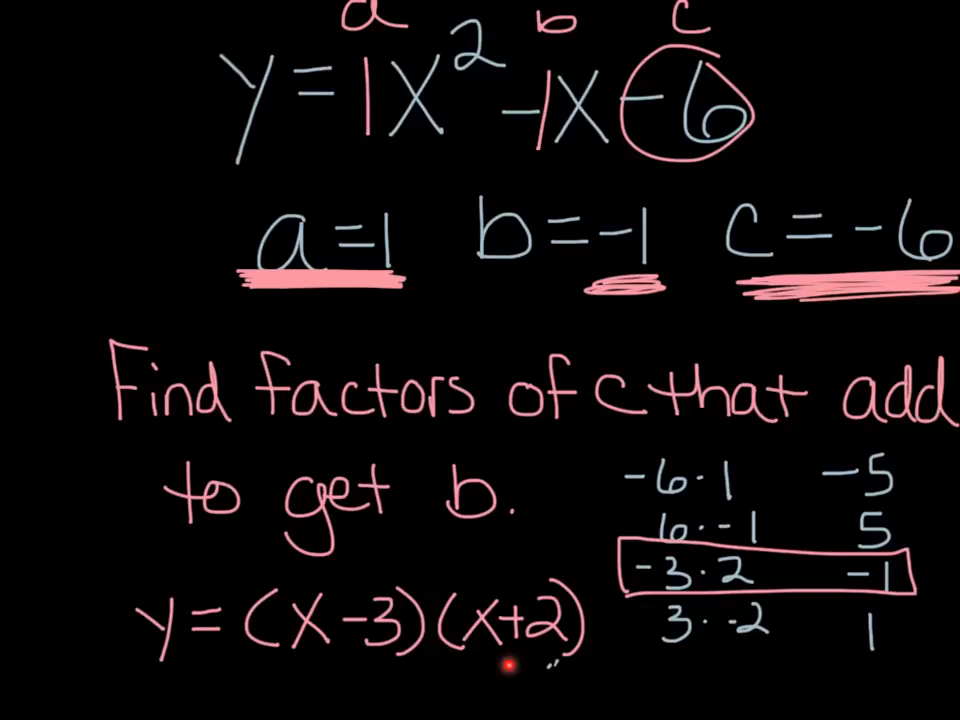 a b c
y = 1x² - 1x - 6
a = 1 b = -1 c = -6
Find factors of c that add
to get b.
-6 · 1 -5
6 · -1 5
-3 · 2 -1
3 · -2 1
y = (x - 3)(x + 2)